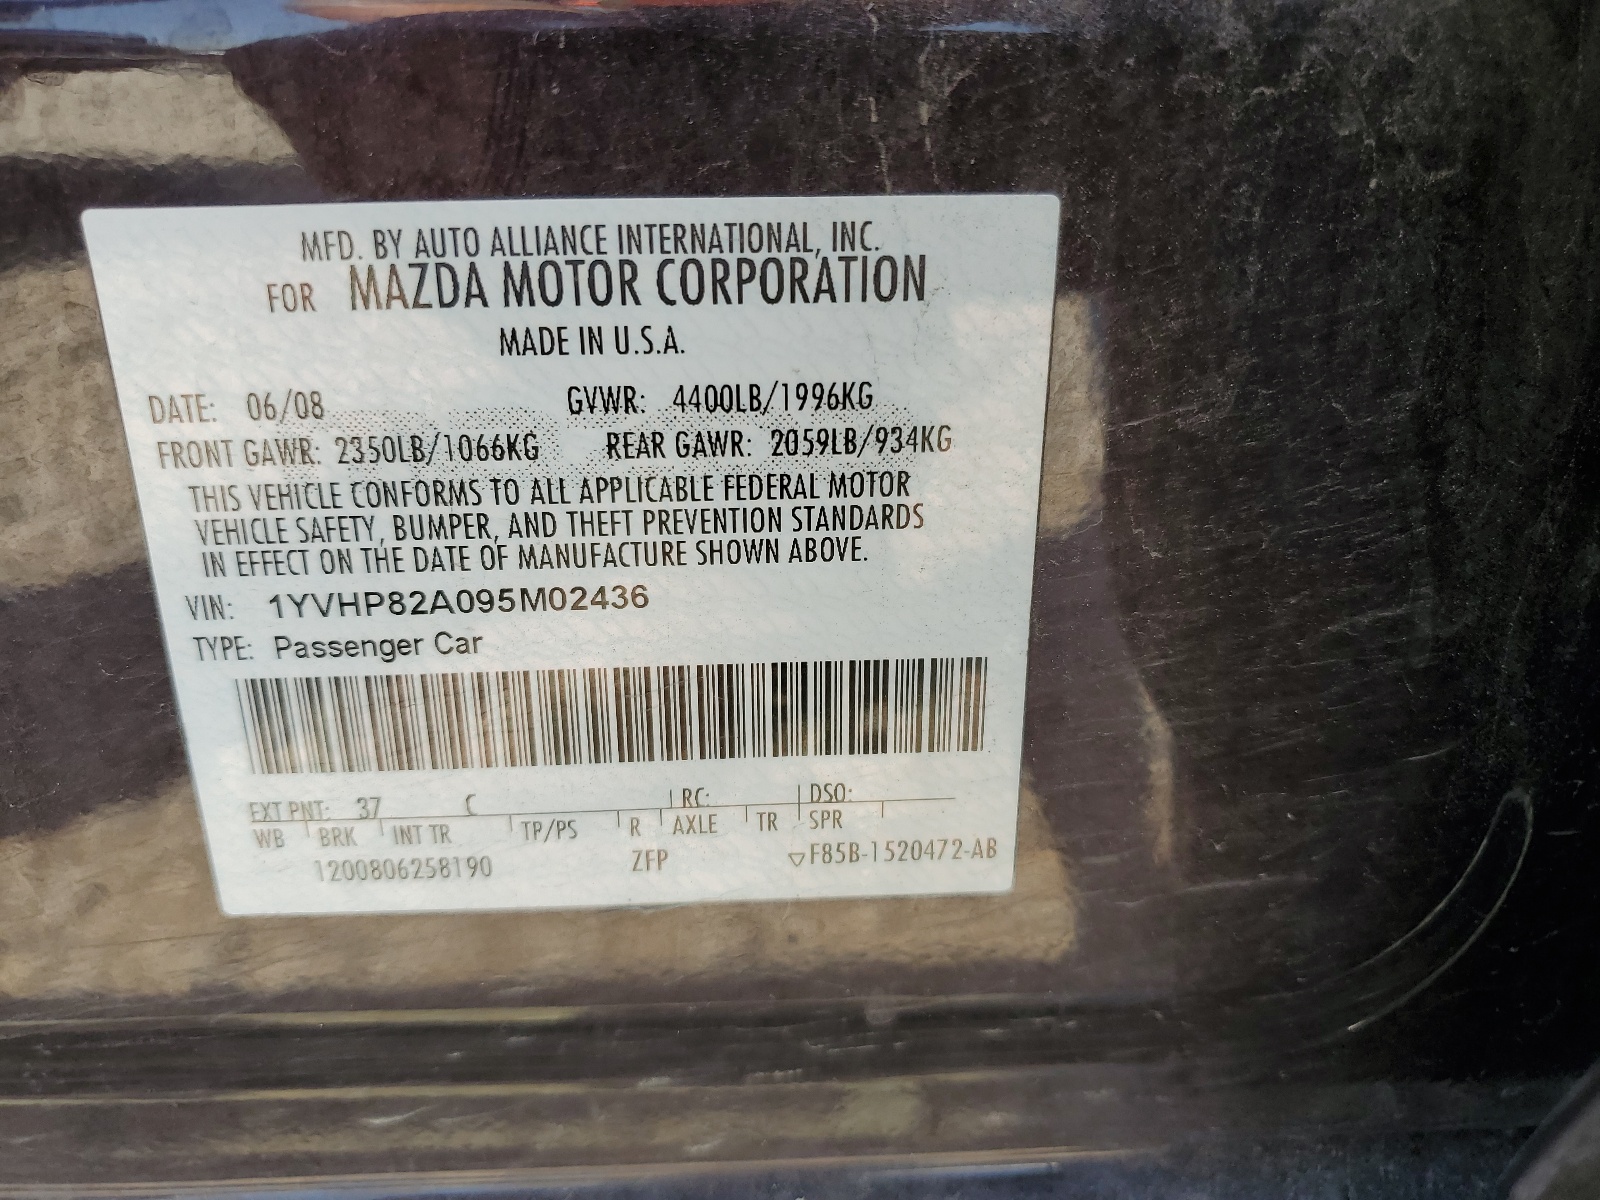 MFD. BY AUTO ALLIANCE INTERNATIONAL, INC.
FOR MAZDA MOTOR CORPORATION
MADE IN U.S.A.
DATE: 06/08 GVWR: 4400LB/1996KG
FRONT GAWR: 2350LB/1066KG REAR GAWR: 2059LB/934KG
THIS VEHICLE CONFORMS TO ALL APPLICABLE FEDERAL MOTOR
VEHICLE SAFETY, BUMPER, AND THEFT PREVENTION STANDARDS
IN EFFECT ON THE DATE OF MANUFACTURE SHOWN ABOVE.
VIN: 1YVHP82A095M02436
TYPE: Passenger Car
EXT PNT: 37 C RC: DSO:
WB BRK INT TR TP/PS R AXLE TR SPR
1200806258190 ZFP ▽F85B-1520472-AB